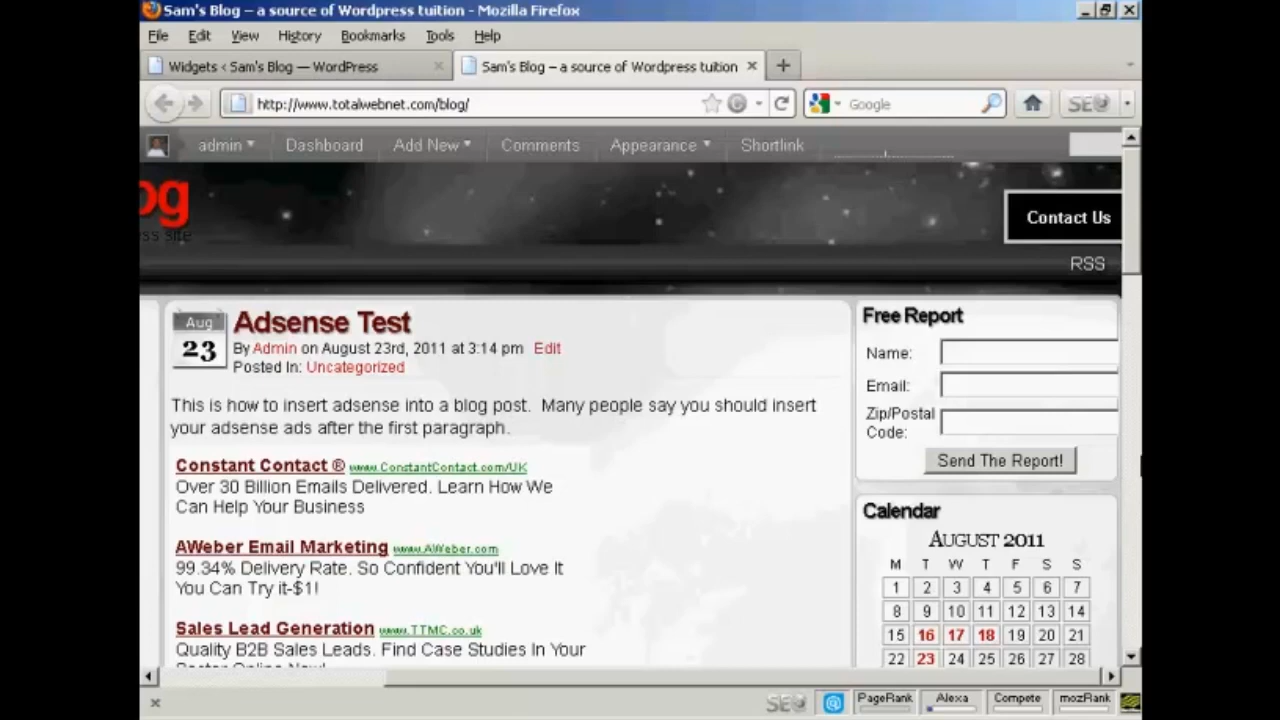 Sam's Blog – a source of Wordpress tuition - Mozilla Firefox
File Edit View History Bookmarks Tools Help
Widgets ‹ Sam's Blog — WordPress
Sam's Blog – a source of Wordpress tuition
http://www.totalwebnet.com/blog/
Google
admin Dashboard Add New Comments Appearance Shortlink
og
ss site
Contact Us
RSS
Aug
23
Adsense Test
By Admin on August 23rd, 2011 at 3:14 pm Edit
Posted In: Uncategorized
This is how to insert adsense into a blog post. Many people say you should insert
your adsense ads after the first paragraph.
Constant Contact ® www.ConstantContact.com/UK
Over 30 Billion Emails Delivered. Learn How We
Can Help Your Business
AWeber Email Marketing www.AWeber.com
99.34% Delivery Rate. So Confident You'll Love It
You Can Try it-$1!
Sales Lead Generation www.TTMC.co.uk
Quality B2B Sales Leads. Find Case Studies In Your
Free Report
Name:
Email:
Zip/Postal
Code:
Send The Report!
Calendar
August 2011
M T W T F S S
1 2 3 4 5 6 7
8 9 10 11 12 13 14
15 16 17 18 19 20 21
22 23 24 25 26 27 28
PageRank Alexa Compete mozRank